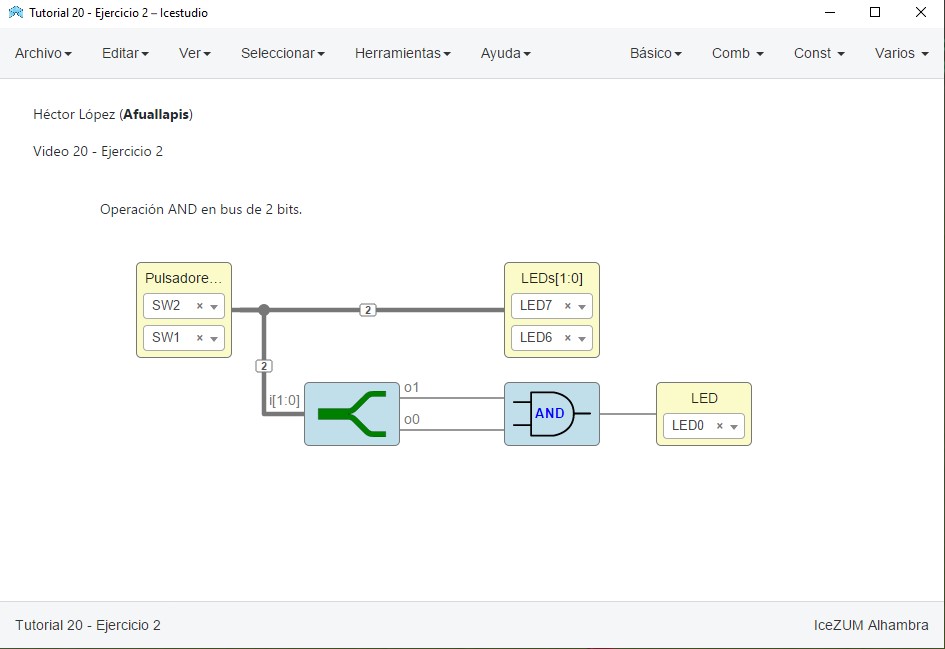 Tutorial 20 - Ejercicio 2 – Icestudio
Archivo Editar Ver Seleccionar Herramientas Ayuda Básico Comb Const Varios
Héctor López (Afuallapis)
Video 20 - Ejercicio 2
Operación AND en bus de 2 bits.
Pulsadore...
SW2 ×
SW1 ×
2
2
LEDs[1:0]
LED7 ×
LED6 ×
i[1:0]
o1
o0
AND
LED
LED0 ×
Tutorial 20 - Ejercicio 2
IceZUM Alhambra